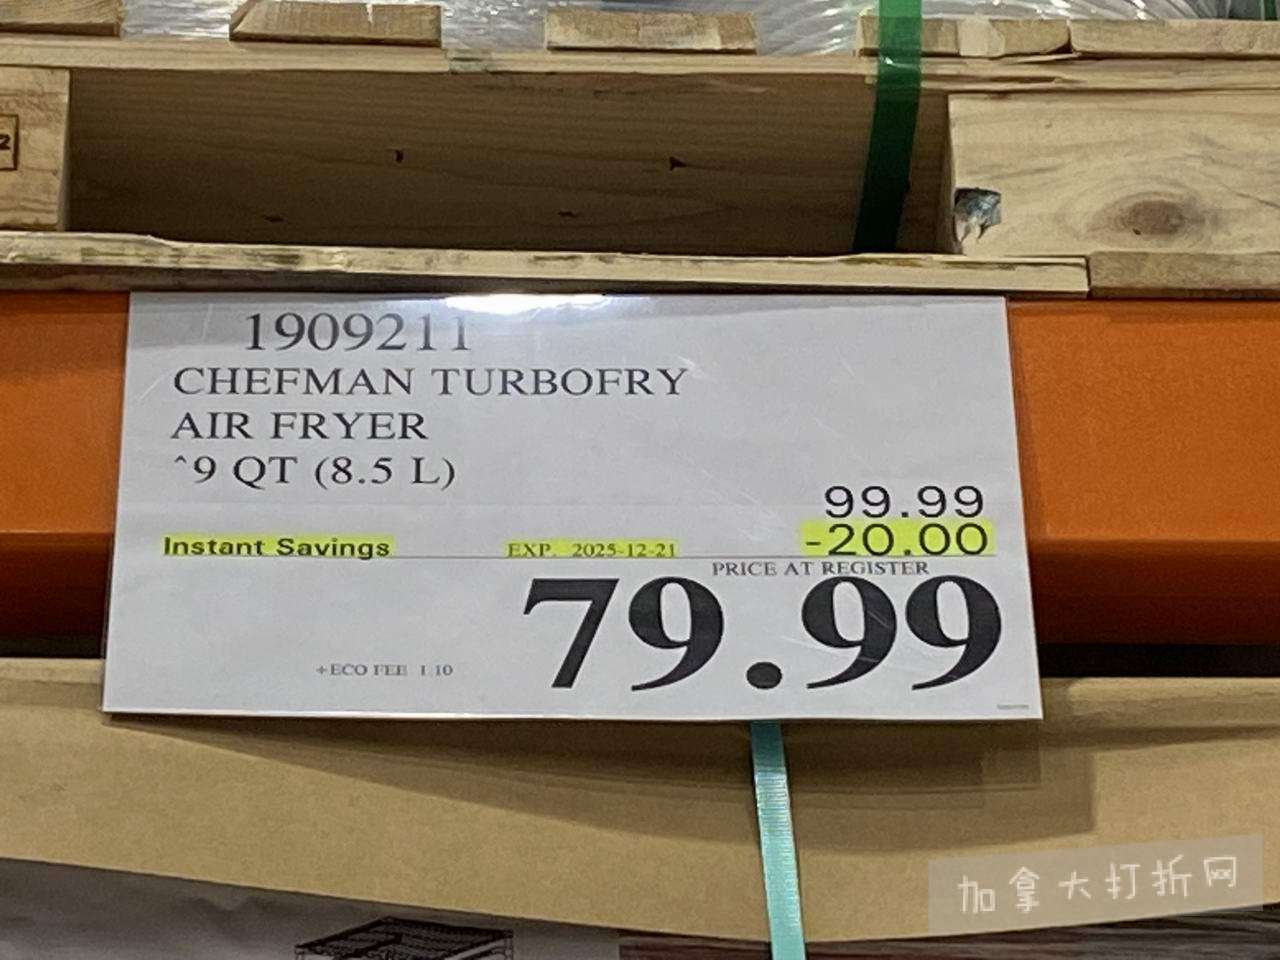 2
1909211
CHEFMAN TURBOFRY
AIR FRYER
^9 QT (8.5 L)
99.99
Instant Savings EXP. 2025-12-21 -20.00
PRICE AT REGISTER
79.99
+ECO FEE 1.10
加拿大打折网